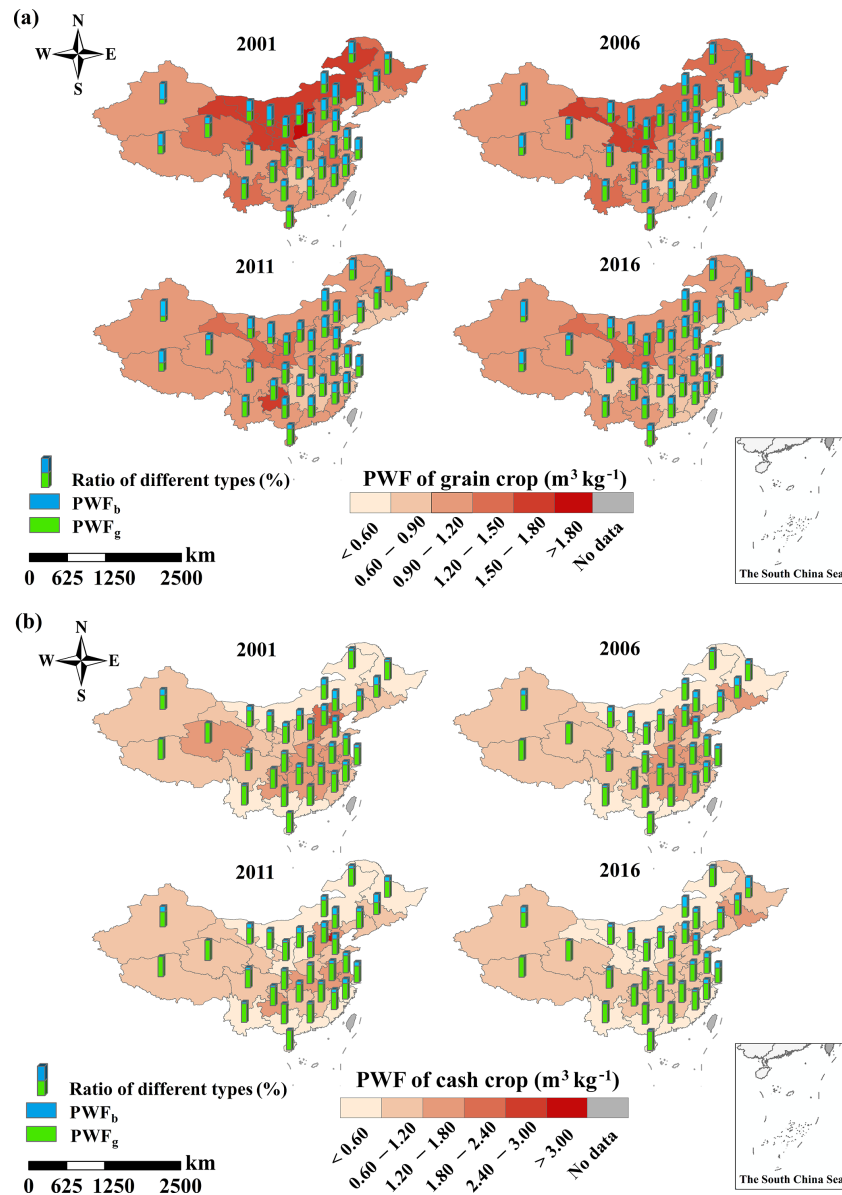 (a)
N
W E
S
2001
2006
2011
2016
Ratio of different types (%)
PWFb
PWFg
km
0 625 1250 2500
PWF of grain crop (m³ kg⁻¹)
< 0.60
0.60 – 0.90
0.90 – 1.20
1.20 – 1.50
1.50 – 1.80
>1.80
No data
The South China Sea
(b)
N
W E
S
2001
2006
2011
2016
Ratio of different types (%)
PWFb
PWFg
km
0 625 1250 2500
PWF of cash crop (m³ kg⁻¹)
< 0.60
0.60 – 1.20
1.20 – 1.80
1.80 – 2.40
2.40 – 3.00
> 3.00
No data
The South China Sea